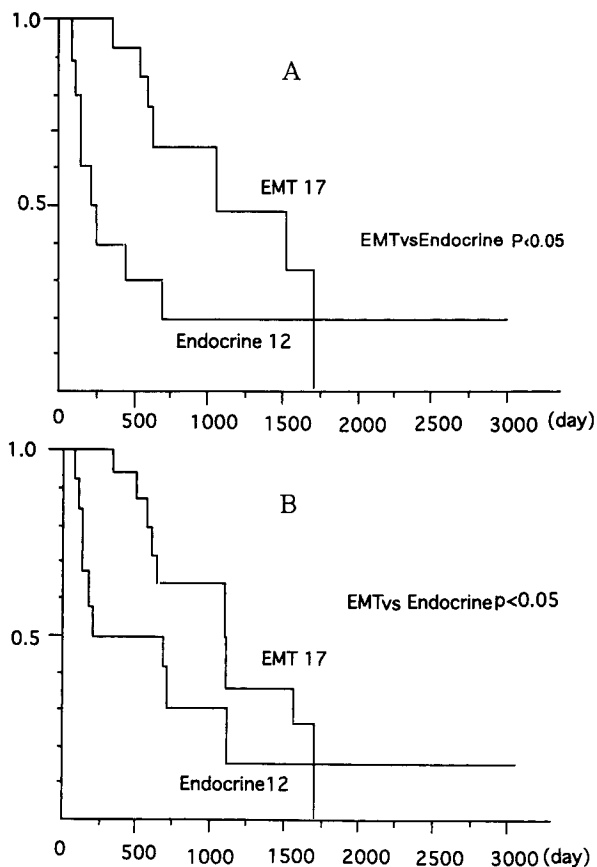 1.0
A
EMT 17
0.5
EMTvsEndocrine P<0.05
Endocrine 12
0 500 1000 1500 2000 2500 3000 (day)
1.0
B
EMTvs Endocrine p<0.05
0.5
EMT 17
Endocrine12
0 500 1000 1500 2000 2500 3000 (day)